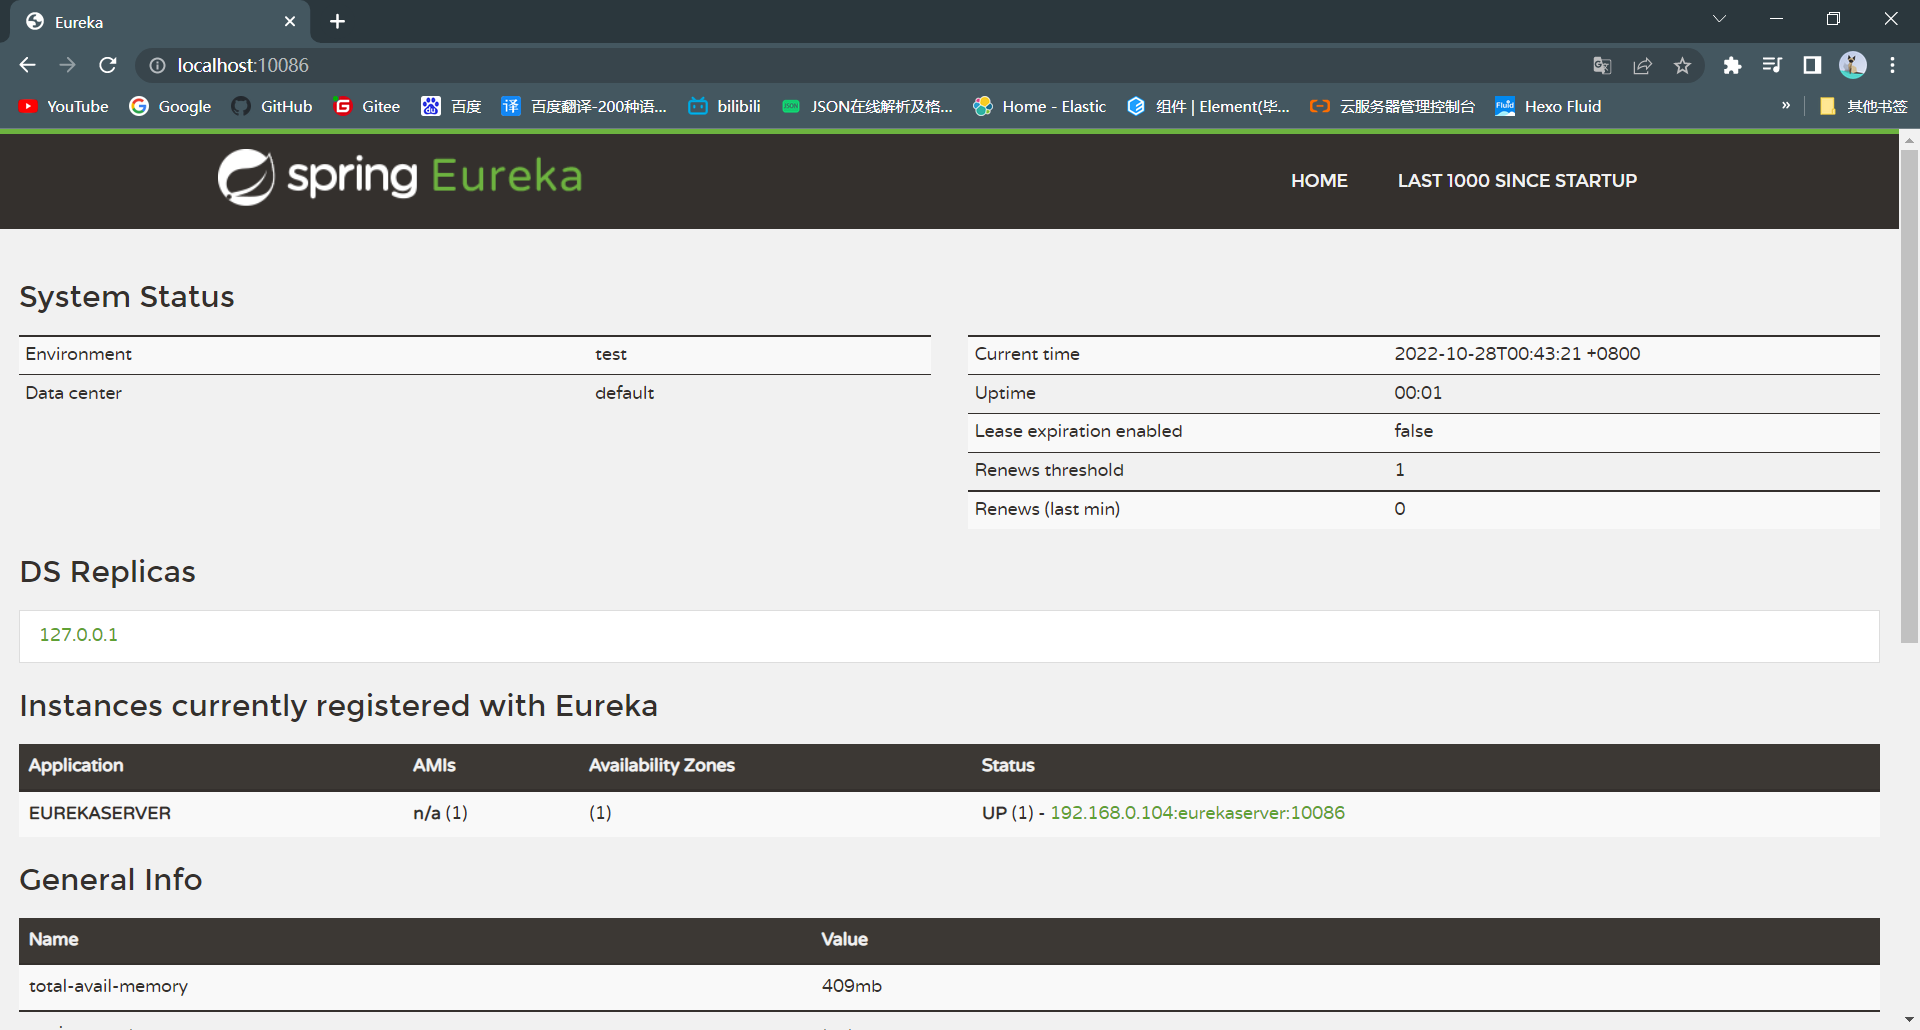 Eureka
localhost:10086
YouTube Google GitHub Gitee 百度 译 百度翻译-200种语... bilibili JSON在线解析及格... Home - Elastic 组件 | Element(毕... 云服务器管理控制台 Fluid Hexo Fluid » 其他书签
spring Eureka
HOME LAST 1000 SINCE STARTUP
System Status
Environment test
Data center default
Current time 2022-10-28T00:43:21 +0800
Uptime 00:01
Lease expiration enabled false
Renews threshold 1
Renews (last min) 0
DS Replicas
127.0.0.1
Instances currently registered with Eureka
Application AMIs Availability Zones Status
EUREKASERVER n/a (1) (1) UP (1) - 192.168.0.104:eurekaserver:10086
General Info
Name Value
total-avail-memory 409mb